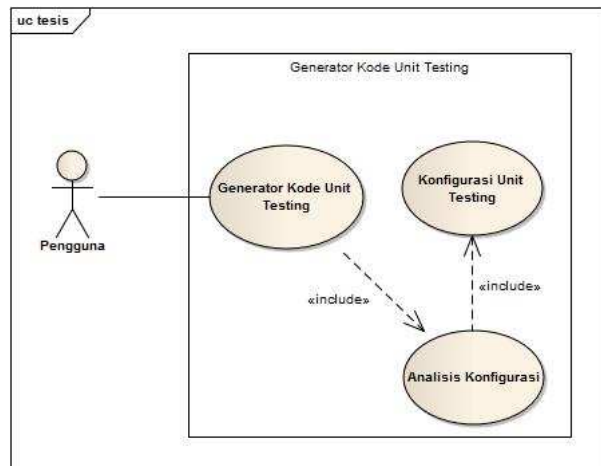 uc tesis
Generator Kode Unit Testing
Generator Kode Unit
Testing
Konfigurasi Unit
Testing
Pengguna
«include»
«include»
Analisis Konfigurasi